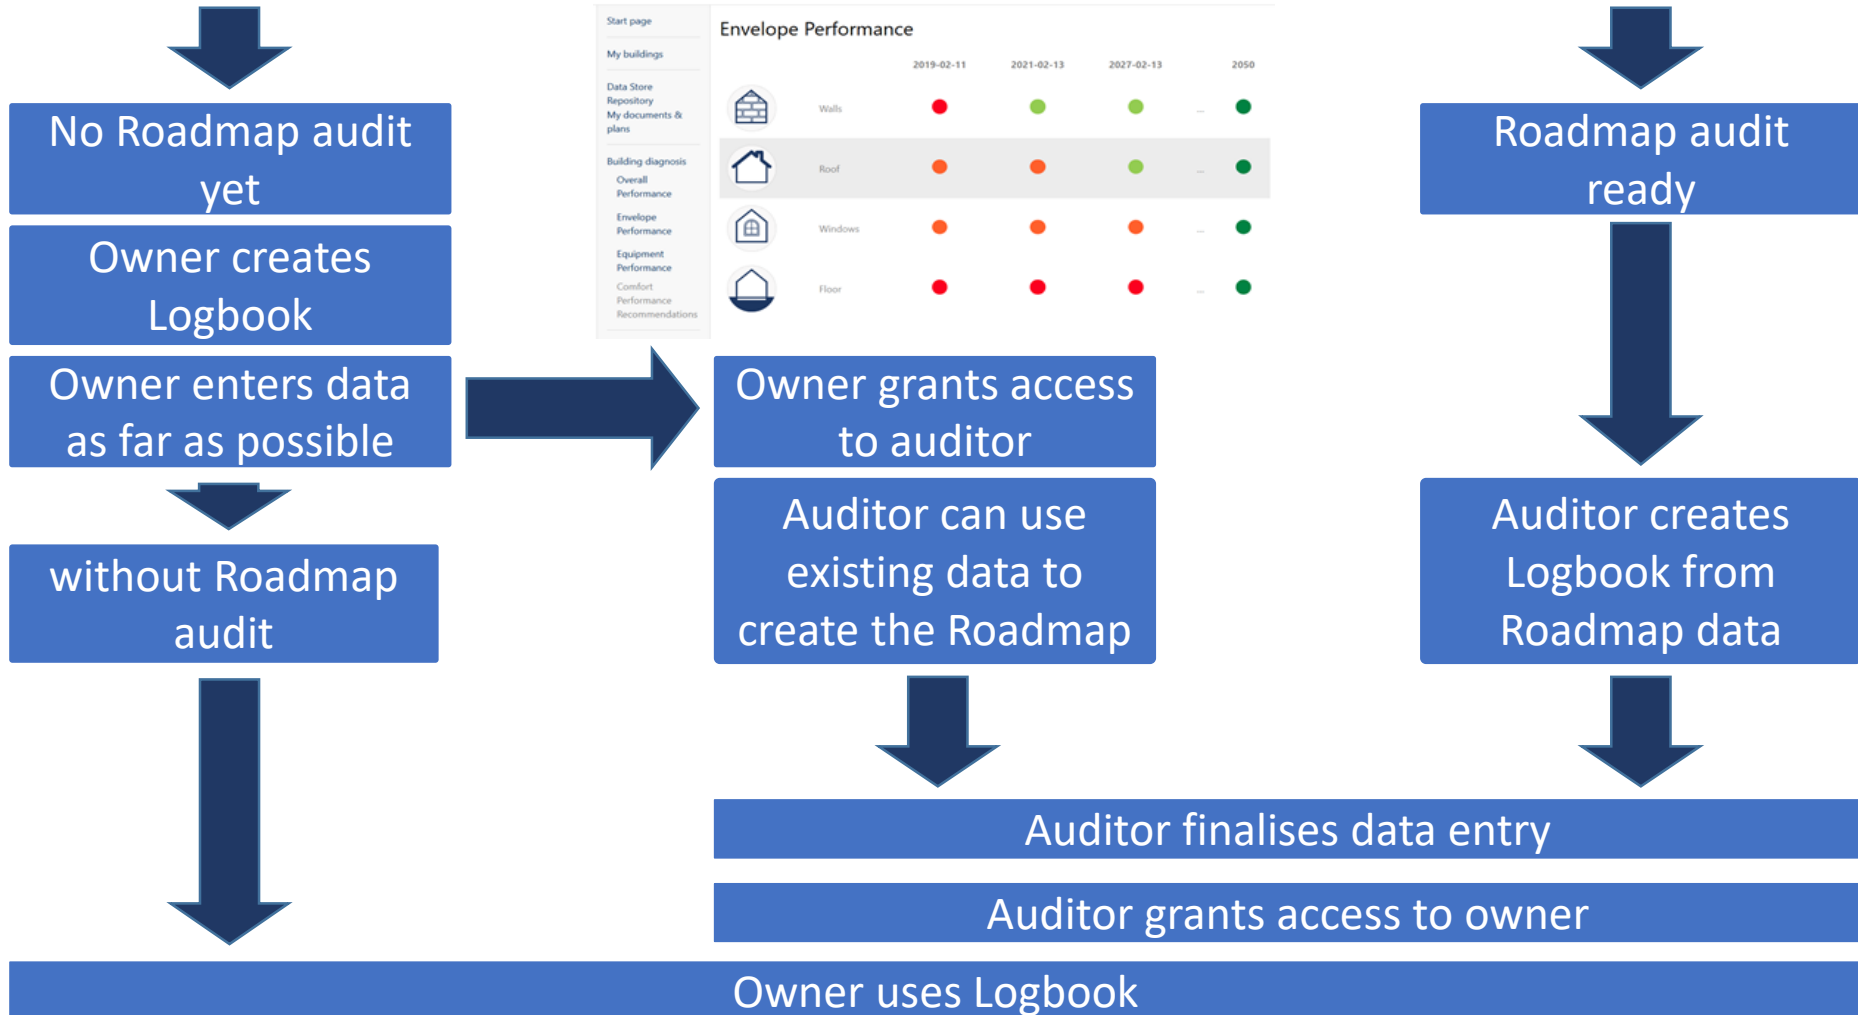 No Roadmap audit
yet
Owner creates
Logbook
Owner enters data
as far as possible
without Roadmap
audit
Start page
My buildings
Data Store
Repository
My documents &
plans
Building diagnosis
Overall
Performance
Envelope
Performance
Equipment
Performance
Comfort
Performance
Recommendations
Envelope Performance
2019-02-11 2021-02-13 2027-02-13 2050
Walls ...
Roof ...
Windows ...
Floor ...
Owner grants access
to auditor
Auditor can use
existing data to
create the Roadmap
Roadmap audit
ready
Auditor creates
Logbook from
Roadmap data
Auditor finalises data entry
Auditor grants access to owner
Owner uses Logbook